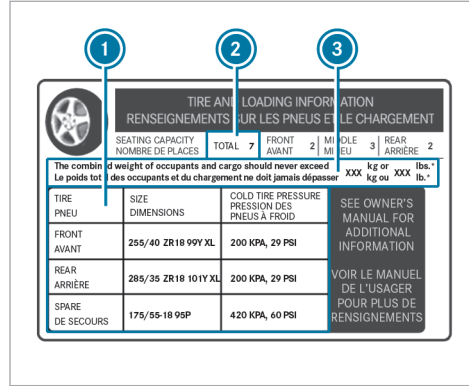 1 2 3
TIRE AND LOADING INFORMATION
RENSEIGNEMENTS SUR LES PNEUS ET LE CHARGEMENT
SEATING CAPACITY
NOMBRE DE PLACES
TOTAL 7
FRONT
AVANT 2
MIDDLE
MILIEU 3
REAR
ARRIÈRE 2
The combined weight of occupants and cargo should never exceed XXX kg or XXX lbs.*
Le poids total des occupants et du chargement ne doit jamais dépasser kg ou lb.*
TIRE
PNEU
SIZE
DIMENSIONS
COLD TIRE PRESSURE
PRESSION DES
PNEUS À FROID
FRONT
AVANT
255/40 ZR18 99Y XL
200 KPA, 29 PSI
REAR
ARRIÈRE
285/35 ZR18 101Y XL
200 KPA, 29 PSI
SPARE
DE SECOURS
175/55-18 95P
420 KPA, 60 PSI
SEE OWNER'S
MANUAL FOR
ADDITIONAL
INFORMATION
VOIR LE MANUEL
DE L'USAGER
POUR PLUS DE
RENSIGNEMENTS